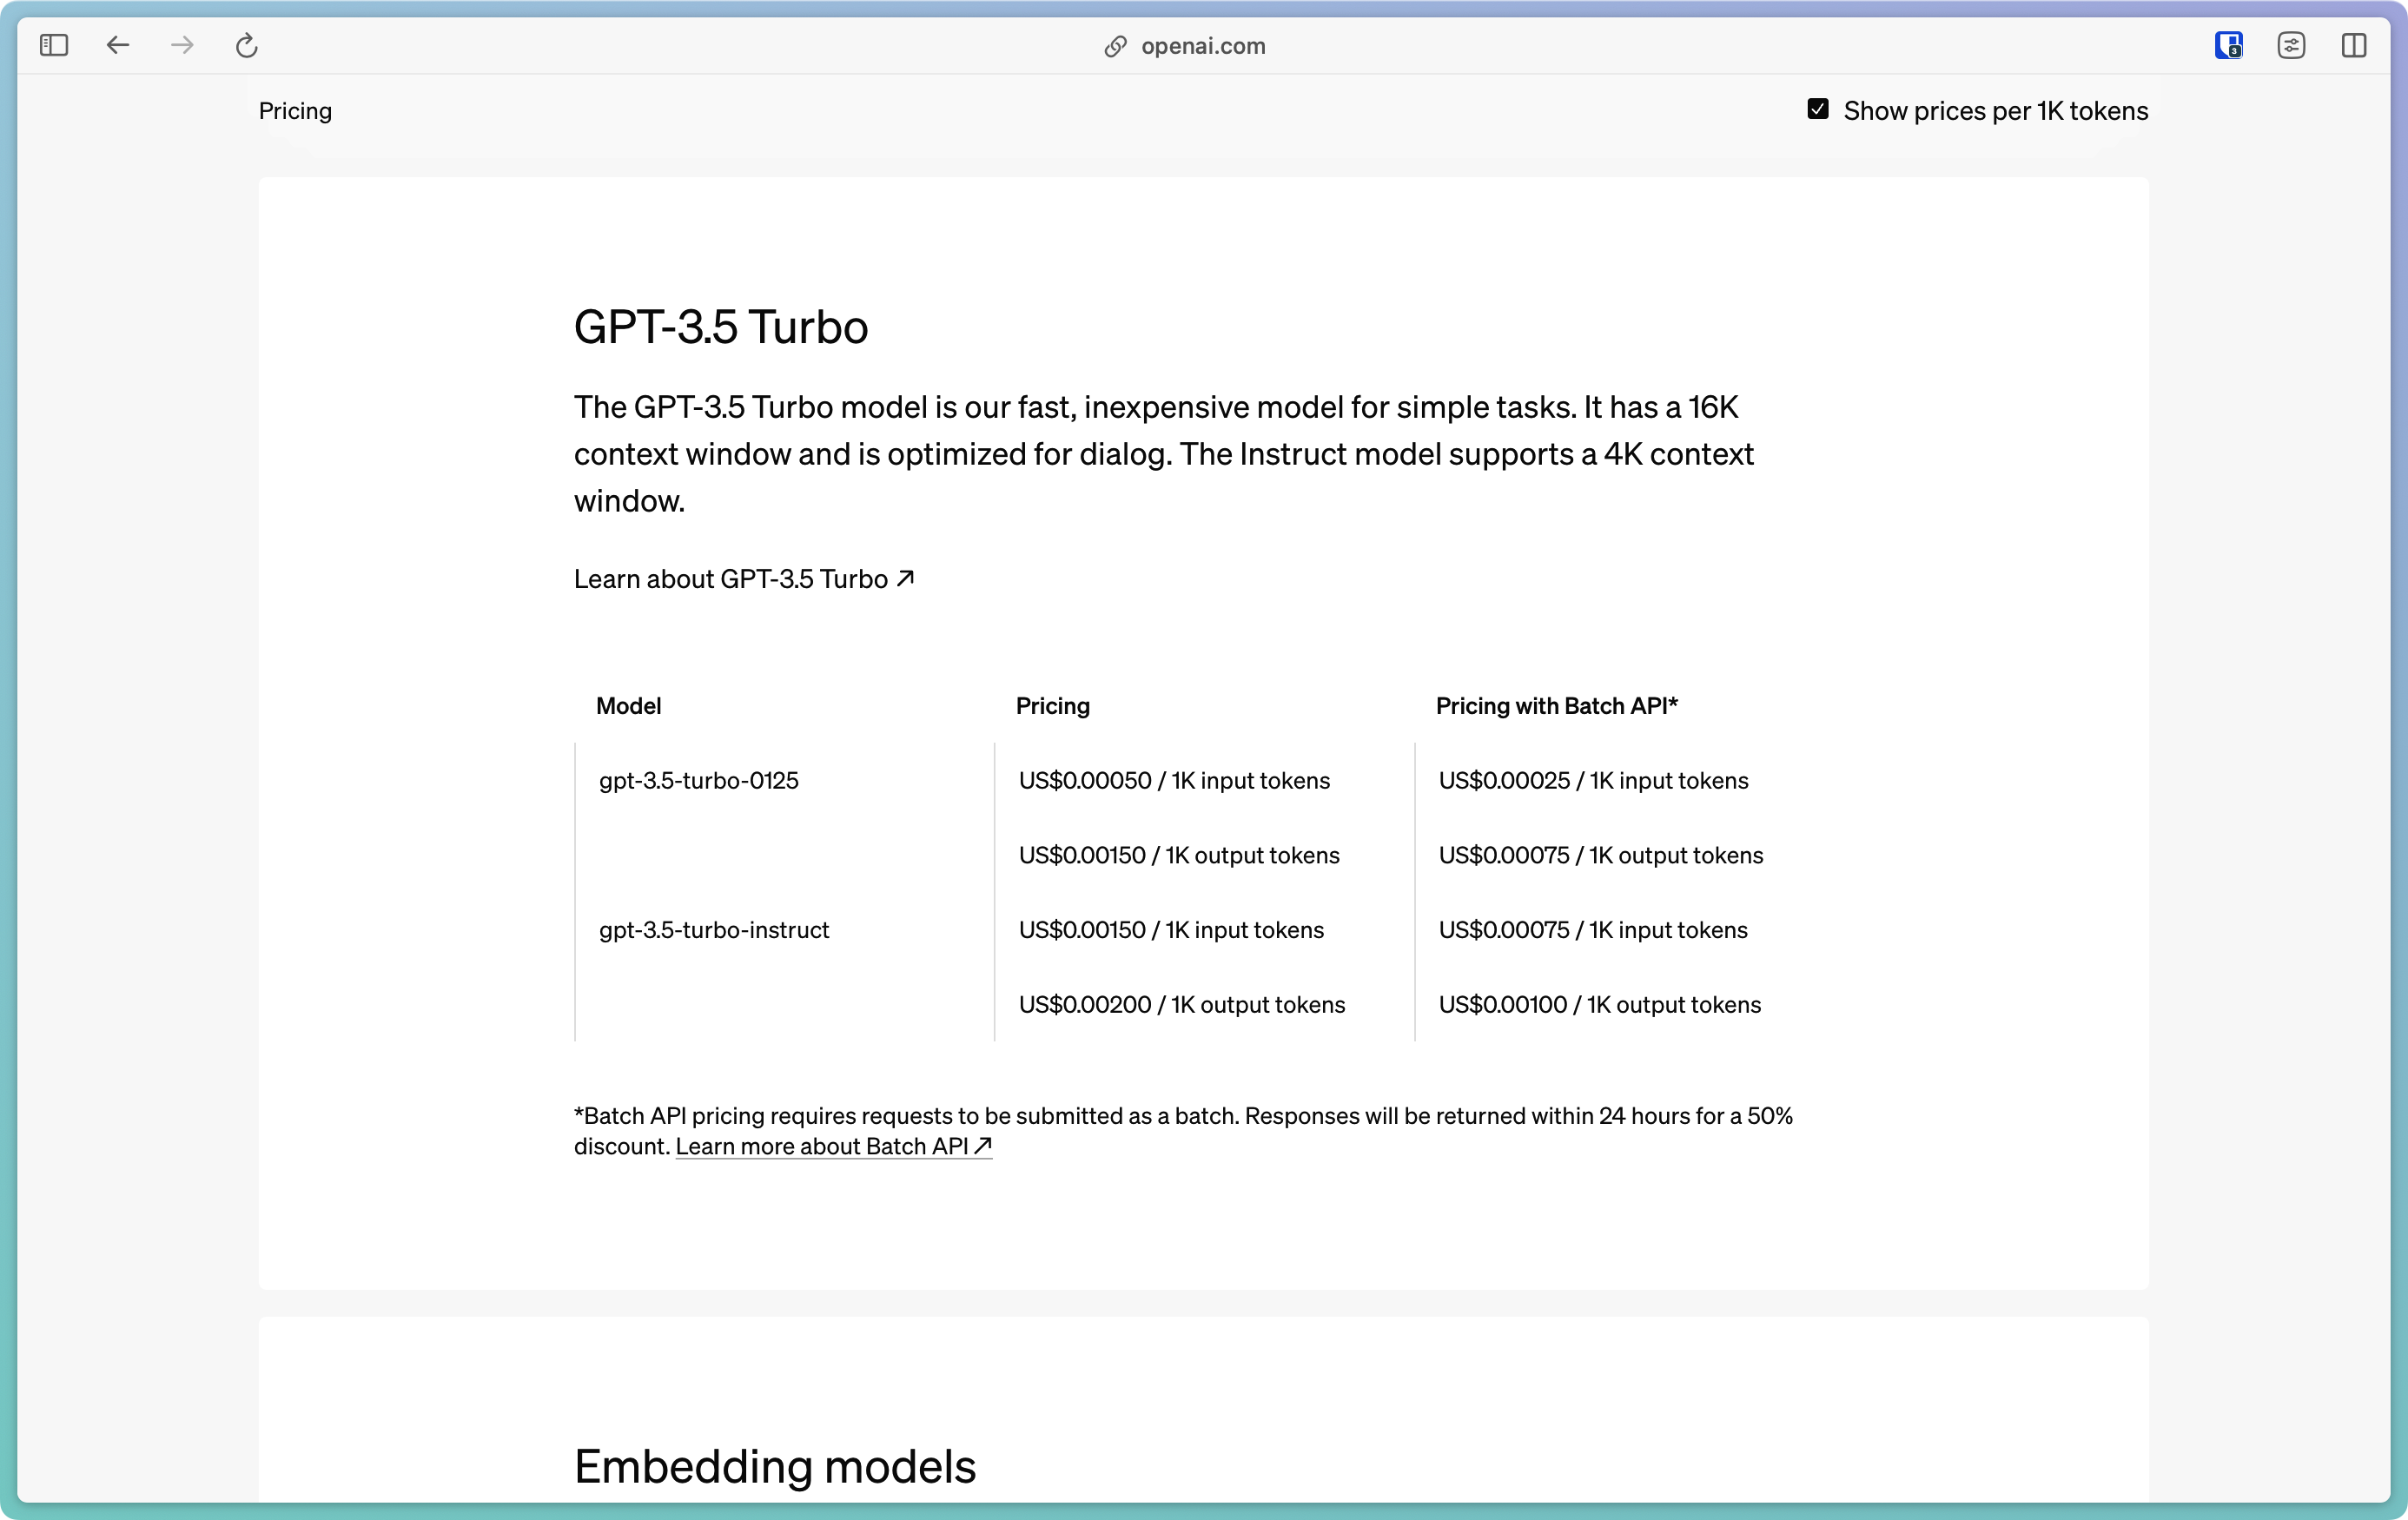 openai.com
3
Pricing
Show prices per 1K tokens
GPT-3.5 Turbo
The GPT-3.5 Turbo model is our fast, inexpensive model for simple tasks. It has a 16K
context window and is optimized for dialog. The Instruct model supports a 4K context
window.
Learn about GPT-3.5 Turbo ↗
Model Pricing Pricing with Batch API*
gpt-3.5-turbo-0125 US$0.00050 / 1K input tokens US$0.00025 / 1K input tokens
US$0.00150 / 1K output tokens US$0.00075 / 1K output tokens
gpt-3.5-turbo-instruct US$0.00150 / 1K input tokens US$0.00075 / 1K input tokens
US$0.00200 / 1K output tokens US$0.00100 / 1K output tokens
*Batch API pricing requires requests to be submitted as a batch. Responses will be returned within 24 hours for a 50%
discount. Learn more about Batch API ↗
Embedding models